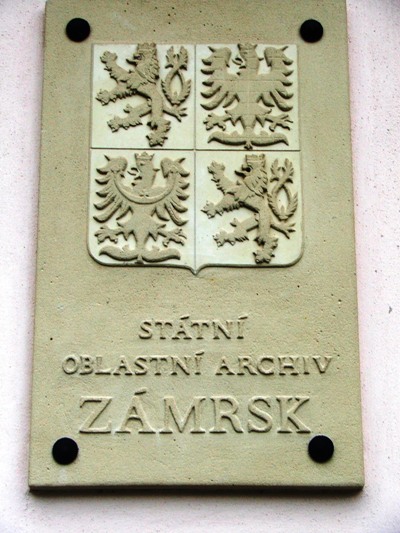 STÁTNÍ
OBLASTNÍ ARCHIV
ZÁMRSK